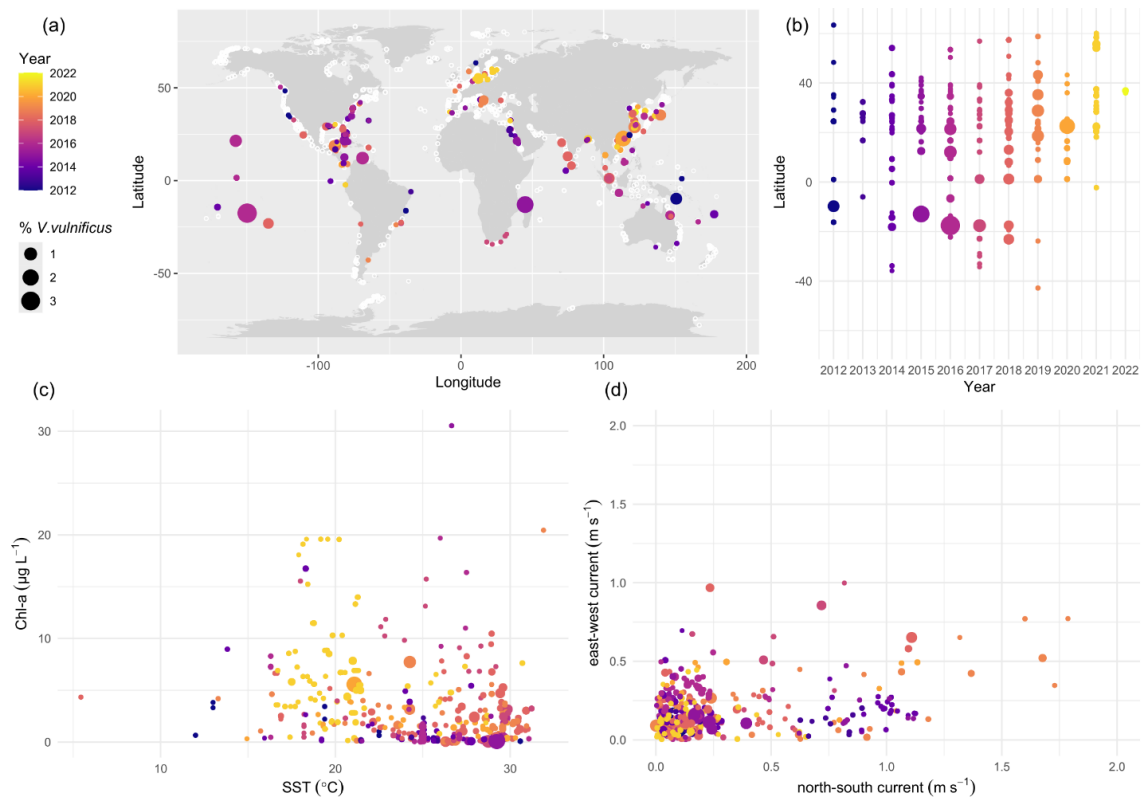 (a)
Year
2022
2020
2018
2016
2014
2012
% V.vulnificus
1
2
3
Latitude
50
0
-50
-100
0
100
200
Longitude
(b)
Latitude
40
0
-40
2012 2013 2014 2015 2016 2017 2018 2019 2020 2021 2022
Year
(c)
Chl-a (µg L⁻¹)
30
20
10
0
10
20
30
SST (°C)
(d)
east-west current (m s⁻¹)
2.0
1.5
1.0
0.5
0.0
0.0
0.5
1.0
1.5
2.0
north-south current (m s⁻¹)